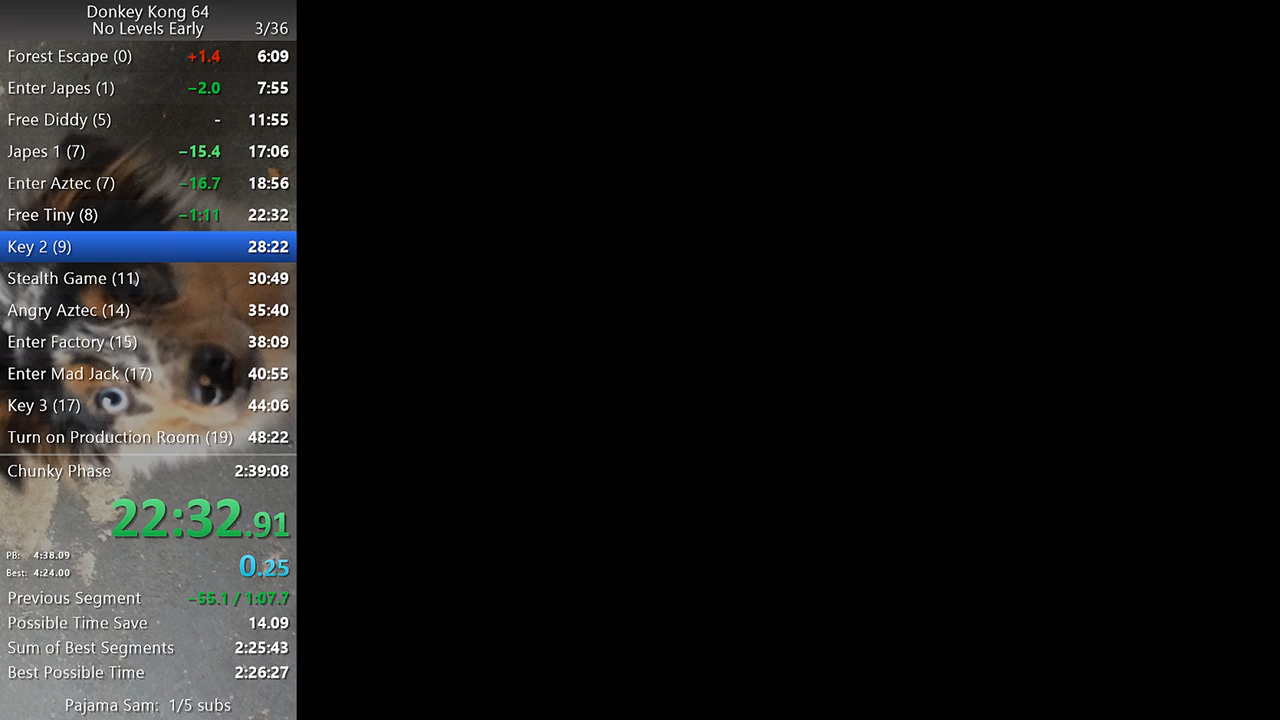 Donkey Kong 64
No Levels Early 3/36
Forest Escape (0) +1.4 6:09
Enter Japes (1) −2.0 7:55
Free Diddy (5) - 11:55
Japes 1 (7) −15.4 17:06
Enter Aztec (7) −16.7 18:56
Free Tiny (8) −1:11 22:32
Key 2 (9) 28:22
Stealth Game (11) 30:49
Angry Aztec (14) 35:40
Enter Factory (15) 38:09
Enter Mad Jack (17) 40:55
Key 3 (17) 44:06
Turn on Production Room (19) 48:22
Chunky Phase 2:39:08
22:32.91
PB: 4:38.09
Best: 4:24.00 0.25
Previous Segment −55.1 / 1:07.7
Possible Time Save 14.09
Sum of Best Segments 2:25:43
Best Possible Time 2:26:27
Pajama Sam: 1/5 subs